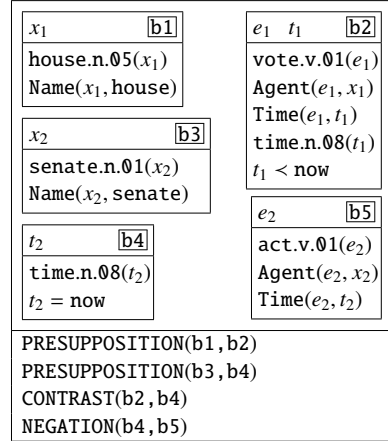 x₁ b1
house.n.05(x₁)
Name(x₁,house)
e₁ t₁ b2
vote.v.01(e₁)
Agent(e₁,x₁)
Time(e₁,t₁)
time.n.08(t₁)
t₁ ≺ now
x₂ b3
senate.n.01(x₂)
Name(x₂,senate)
t₂ b4
time.n.08(t₂)
t₂ = now
e₂ b5
act.v.01(e₂)
Agent(e₂,x₂)
Time(e₂,t₂)
PRESUPPOSITION(b1,b2)
PRESUPPOSITION(b3,b4)
CONTRAST(b2,b4)
NEGATION(b4,b5)